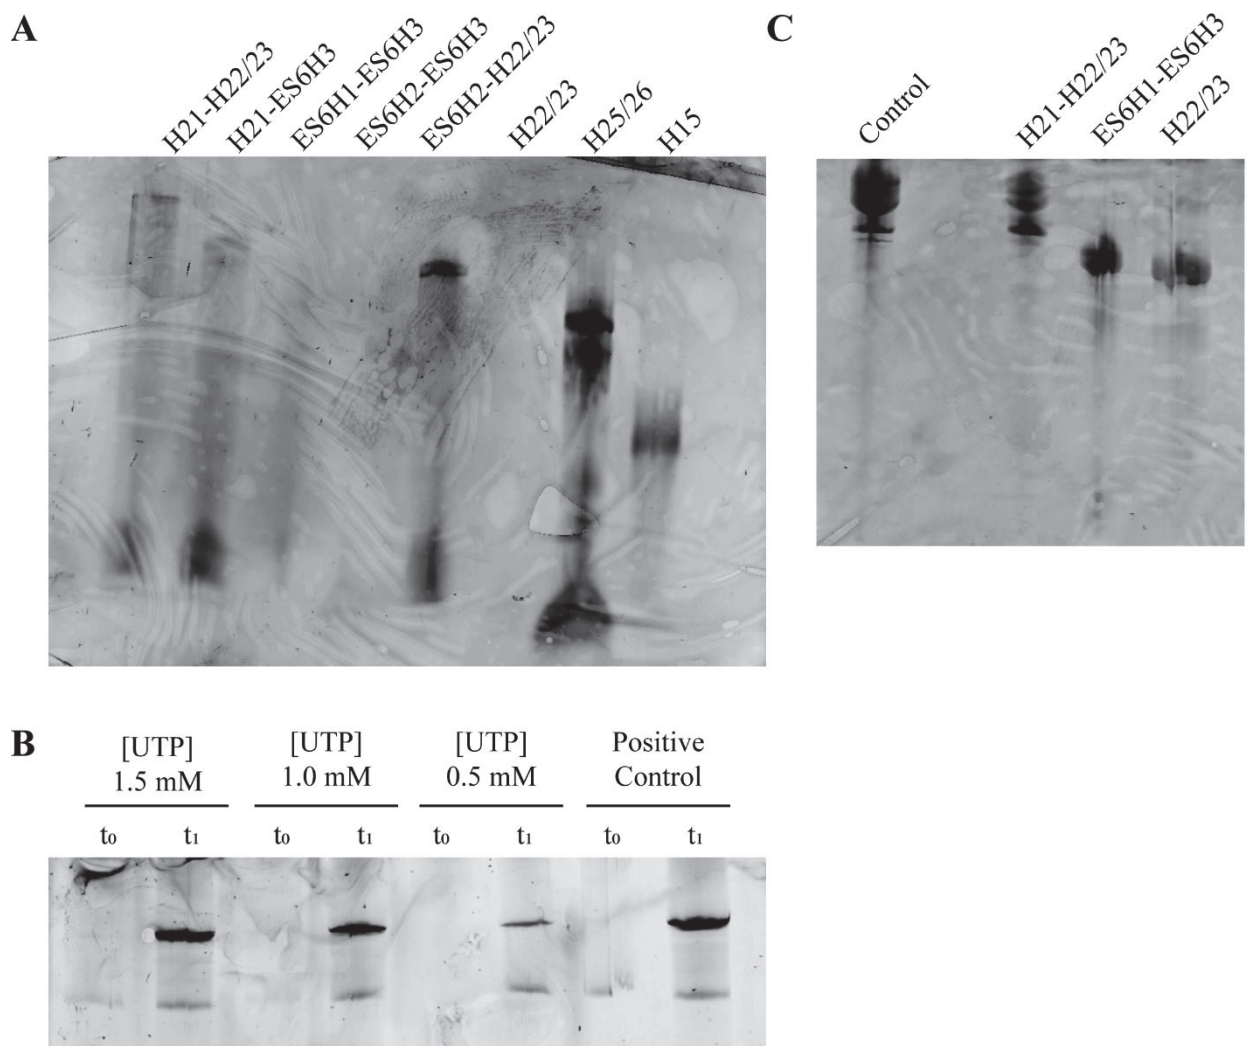 A
H21-H22/23
H21-ES6H3
ES6H1-ES6H3
ES6H2-ES6H3
ES6H2-H22/23
H22/23
H25/26
H15
C
Control
H21-H22/23
ES6H1-ES6H3
H22/23
B
[UTP] [UTP] [UTP] Positive
1.5 mM 1.0 mM 0.5 mM Control
t₀ t₁ t₀ t₁ t₀ t₁ t₀ t₁